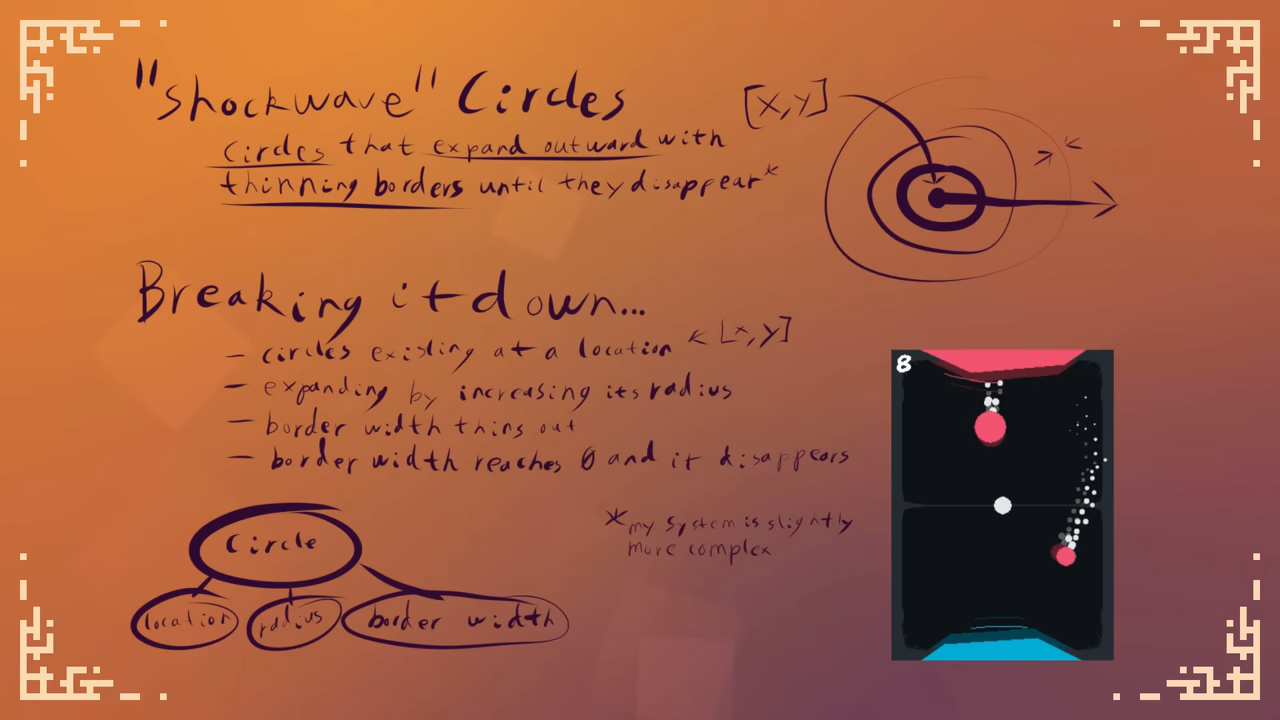 "Shockwave" Circles
[x,y]
Circles that expand outward with
thinning borders until they disappear*
Breaking it down...
- circles existing at a location < [x,y]
- expanding by increasing its radius
- border width thins out
- border width reaches 0 and it disappears
8
*my system is slightly
more complex
Circle
location radius border width